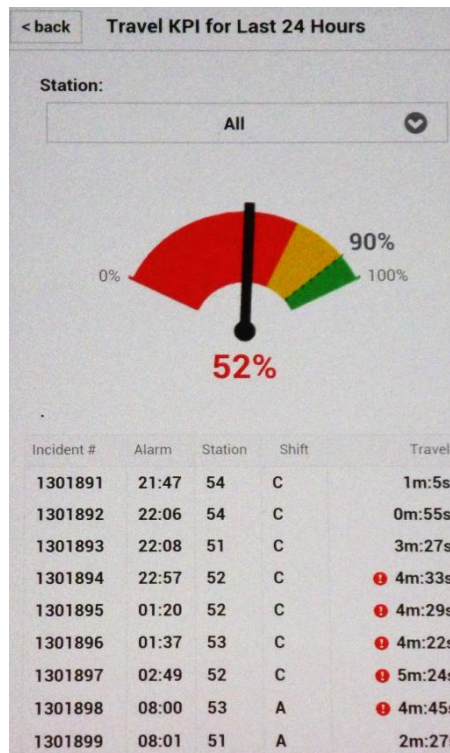 < back Travel KPI for Last 24 Hours
Station:
All
90%
0% 100%
52%
Incident # Alarm Station Shift Travel
1301891 21:47 54 C 1m:5s
1301892 22:06 54 C 0m:55s
1301893 22:08 51 C 3m:27s
1301894 22:57 52 C 4m:33s
1301895 01:20 52 C 4m:29s
1301896 01:37 53 C 4m:22s
1301897 02:49 52 C 5m:24s
1301898 08:00 53 A 4m:45s
1301899 08:01 51 A 2m:27s